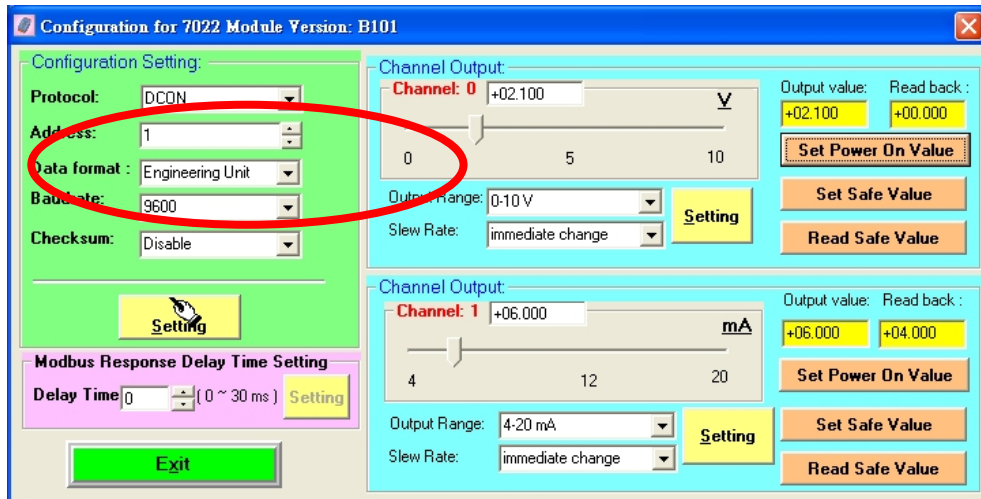 Configuration for 7022 Module Version: B101
Configuration Setting:
Protocol: DCON
Address: 1
Data format : Engineering Unit
Baudrate: 9600
Checksum: Disable
Setting
Modbus Response Delay Time Setting
Delay Time 0 ( 0 ~ 30 ms ) Setting
Exit
Channel Output:
Channel: 0 +02.100
V
0 5 10
Output Range: 0-10 V
Slew Rate: immediate change
Setting
Output value: Read back :
+02.100 +00.000
Set Power On Value
Set Safe Value
Read Safe Value
Channel Output:
Channel: 1 +06.000
mA
4 12 20
Output Range: 4-20 mA
Slew Rate: immediate change
Setting
Output value: Read back :
+06.000 +04.000
Set Power On Value
Set Safe Value
Read Safe Value